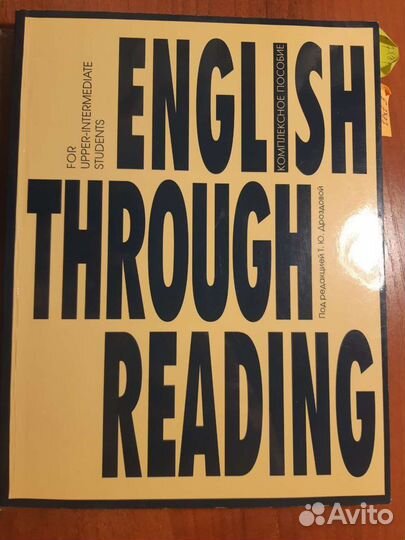 FOR
UPPER-INTERMEDIATE
STUDENTS
ENGLISH
КОМПЛЕКСНОЕ ПОСОБИЕ
THROUGH
Под редакцией Т. Ю. Дроздовой
READING
Avito